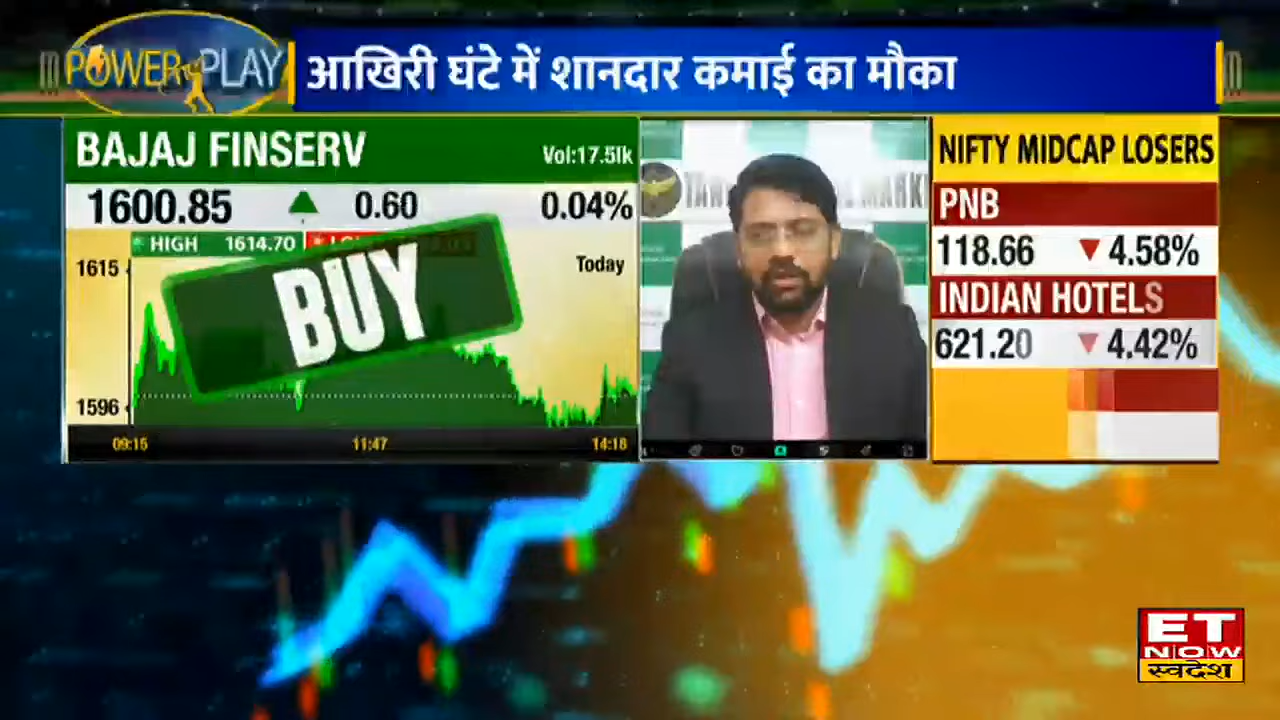 POWER PLAY
आखिरी घंटे में शानदार कमाई का मौका
BAJAJ FINSERV
Vol:17.5lk
1600.85 ▲ 0.60 0.04%
HIGH 1614.70
Today
1615
BUY
1596
09:15 11:47 14:18
NIFTY MIDCAP LOSERS
PNB
118.66 ▼ 4.58%
INDIAN HOTELS
621.20 ▼ 4.42%
ET
NOW
स्वदेश